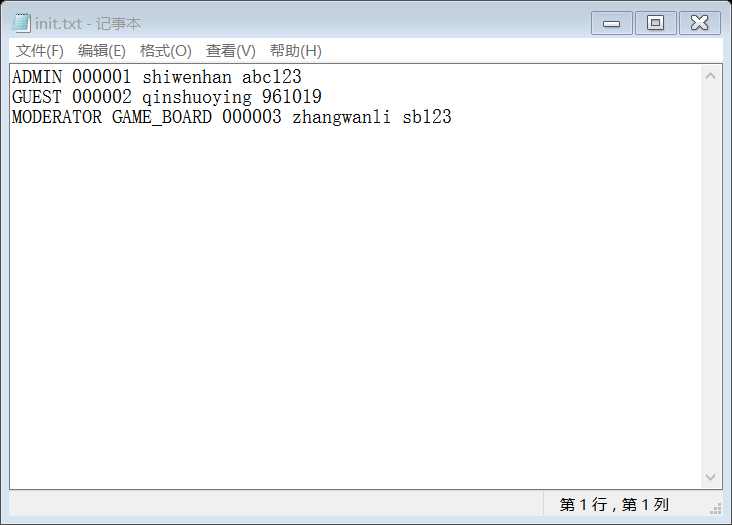 init.txt - 记事本
文件(F) 编辑(E) 格式(O) 查看(V) 帮助(H)
ADMIN 000001 shiwenhan abc123
GUEST 000002 qinshuoying 961019
MODERATOR GAME_BOARD 000003 zhangwanli sb123
第 1 行，第 1 列